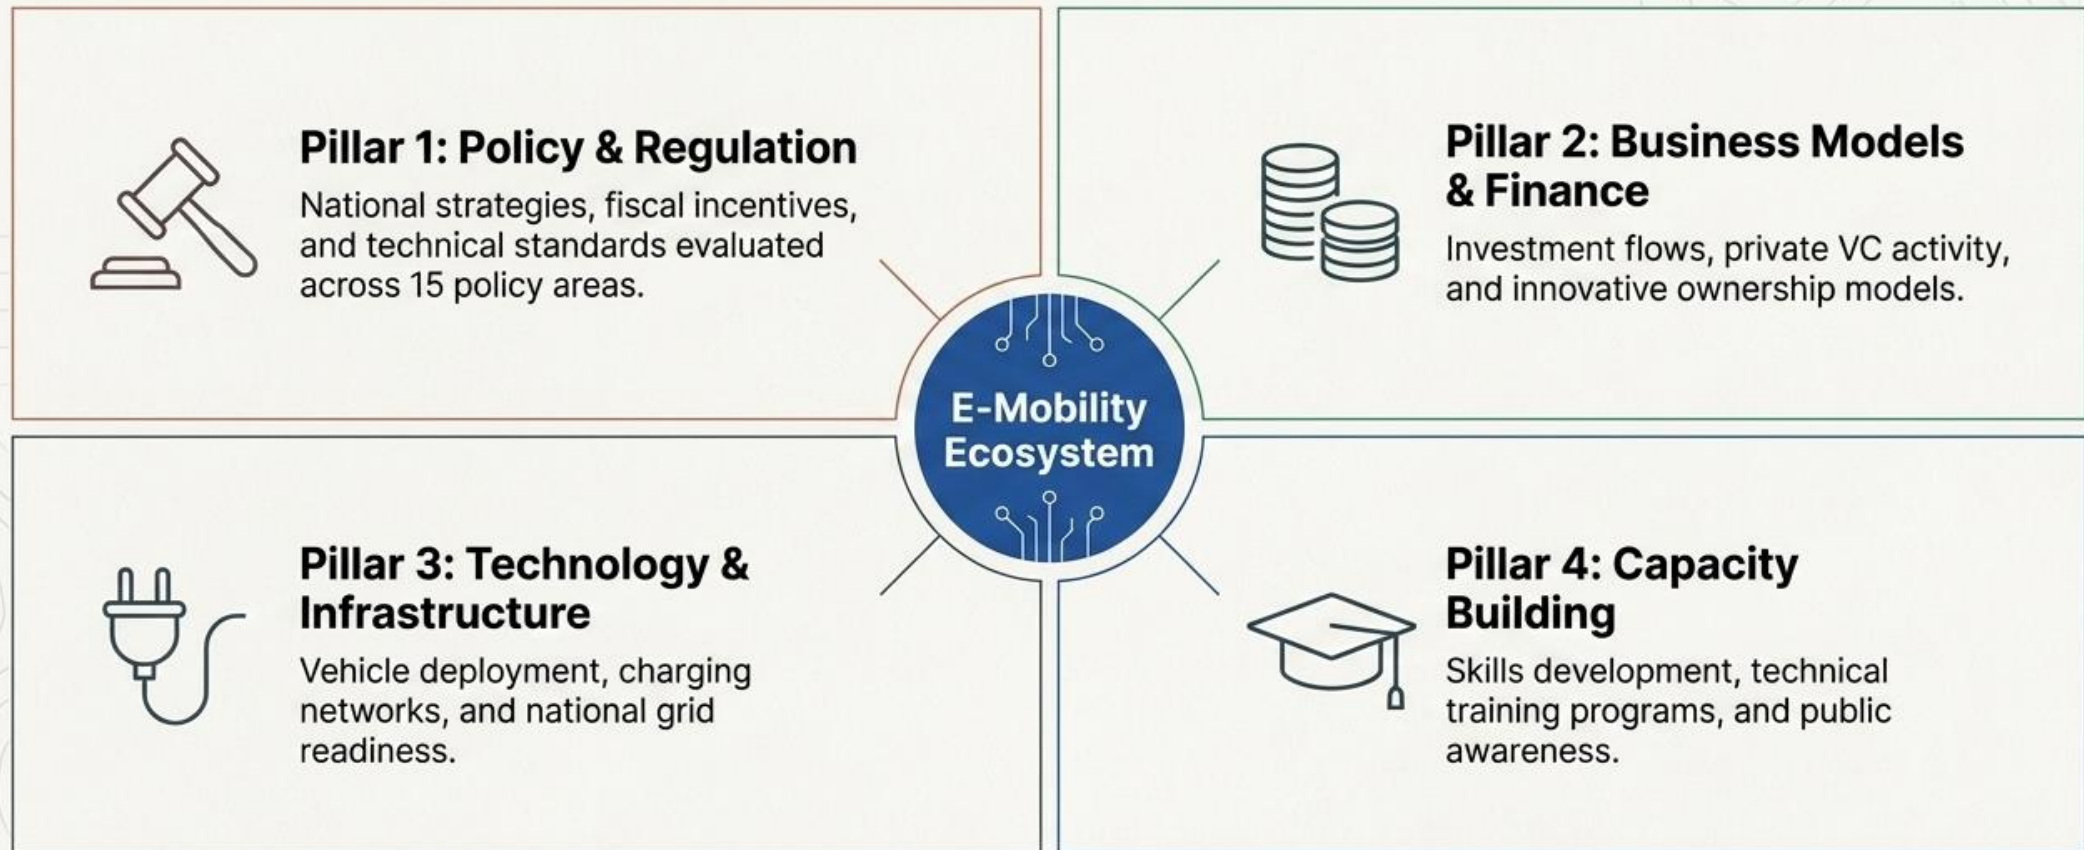 Pillar 1: Policy & Regulation
National strategies, fiscal incentives,
and technical standards evaluated
across 15 policy areas.
Pillar 2: Business Models
& Finance
Investment flows, private VC activity,
and innovative ownership models.
E-Mobility
Ecosystem
Pillar 3: Technology &
Infrastructure
Vehicle deployment, charging
networks, and national grid
readiness.
Pillar 4: Capacity
Building
Skills development, technical
training programs, and public
awareness.